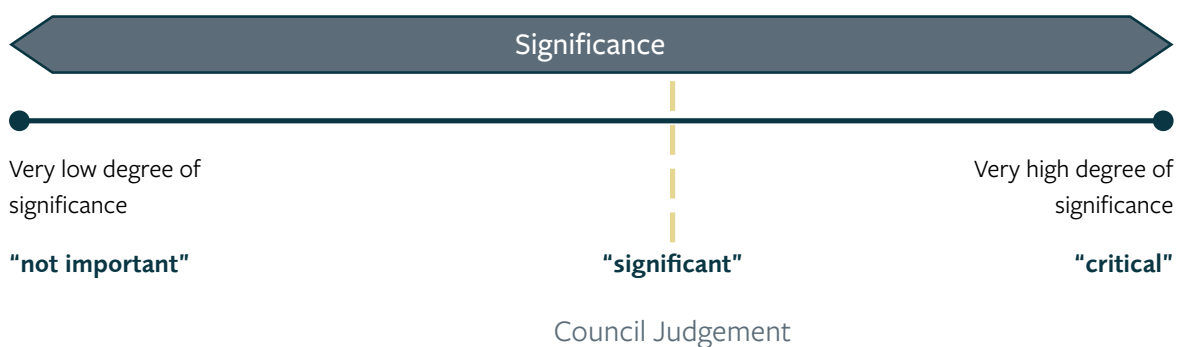 Significance
Very low degree of
significance
Very high degree of
significance
“not important”
“significant”
“critical”
Council Judgement